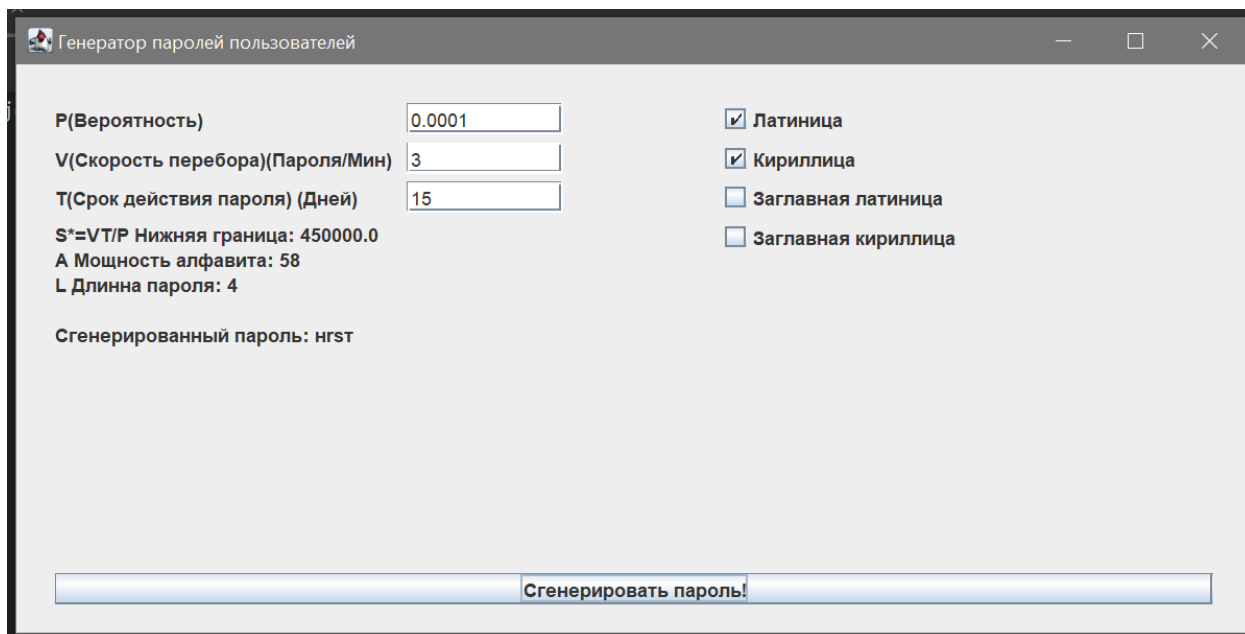 Генератор паролей пользователей
P(Вероятность) 0.0001
V(Скорость перебора)(Пароля/Мин) 3
T(Срок действия пароля) (Дней) 15
S*=VT/P Нижняя граница: 450000.0
A Мощность алфавита: 58
L Длинна пароля: 4
Сгенерированный пароль: нrsт
Латиница
Кириллица
Заглавная латиница
Заглавная кириллица
Сгенерировать пароль!